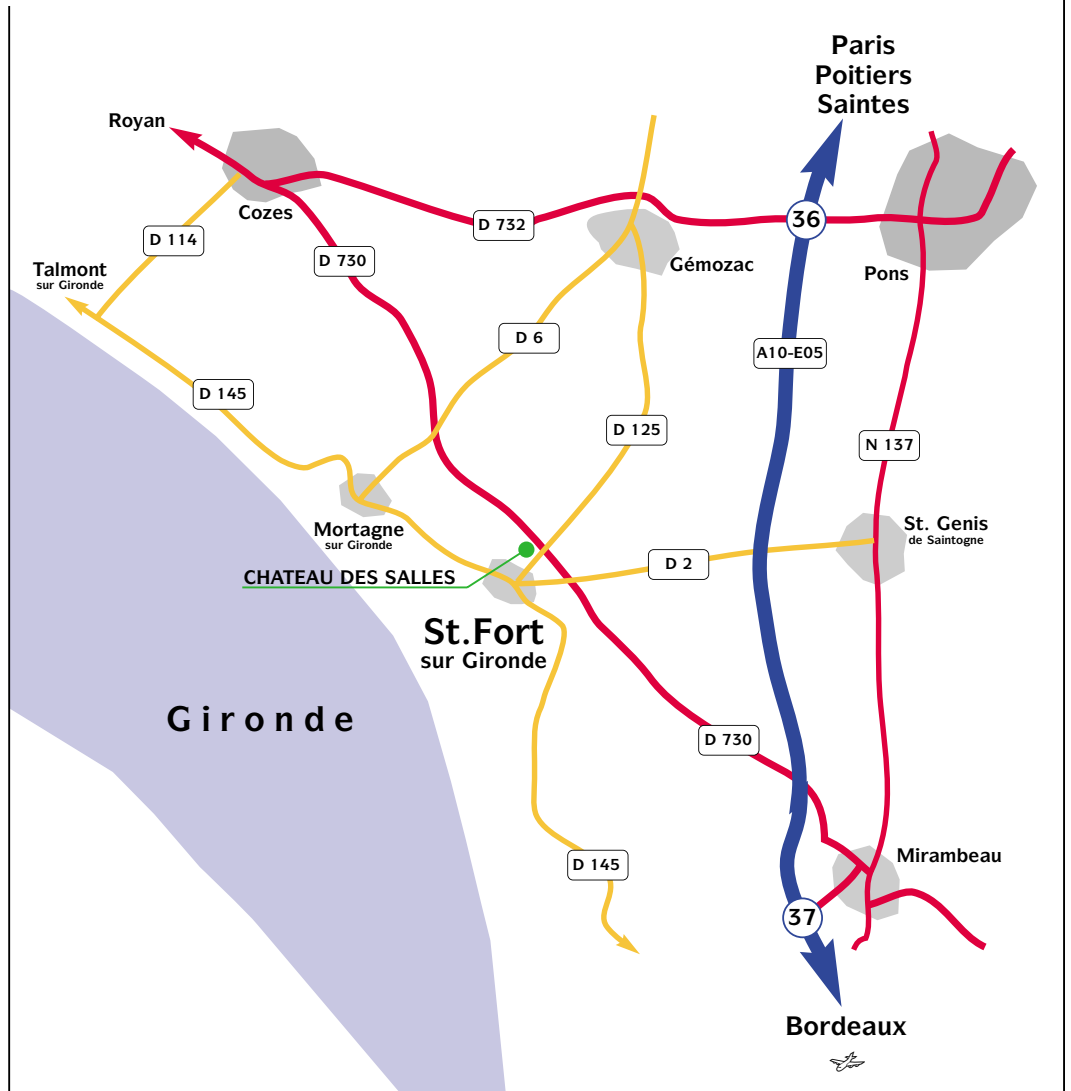 Paris
Poitiers
Saintes
Royan
Cozes
D 732
36
D 114
D 730
Gémozac
Pons
Talmont
sur Gironde
D 6
A10-E05
D 145
D 125
N 137
Mortagne
sur Gironde
St. Genis
de Saintogne
D 2
CHATEAU DES SALLES
St.Fort
sur Gironde
Gironde
D 730
D 145
Mirambeau
37
Bordeaux